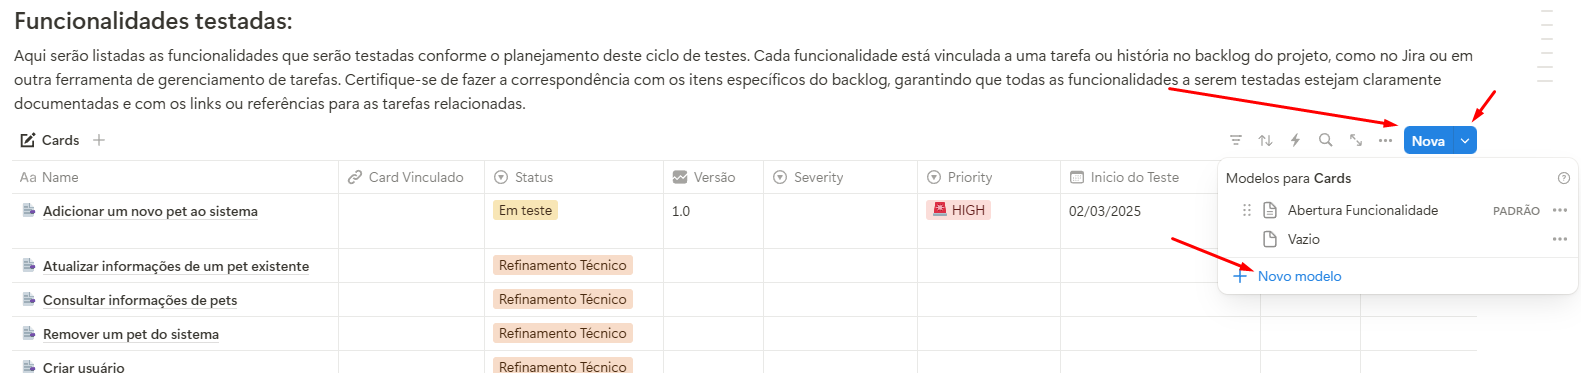 Funcionalidades testadas:
Aqui serão listadas as funcionalidades que serão testadas conforme o planejamento deste ciclo de testes. Cada funcionalidade está vinculada a uma tarefa ou história no backlog do projeto, como no Jira ou em
outra ferramenta de gerenciamento de tarefas. Certifique-se de fazer a correspondência com os itens específicos do backlog, garantindo que todas as funcionalidades a serem testadas estejam claramente
documentadas e com os links ou referências para as tarefas relacionadas.
Cards
Nova
Aa Name Card Vinculado Status Versão Severity Priority Inicio do Teste
Modelos para Cards
Adicionar um novo pet ao sistema Em teste 1.0 HIGH 02/03/2025
Abertura Funcionalidade PADRÃO
Vazio
Atualizar informações de um pet existente Refinamento Técnico
Novo modelo
Consultar informações de pets Refinamento Técnico
Remover um pet do sistema Refinamento Técnico
Criar usuário Refinamento Técnico